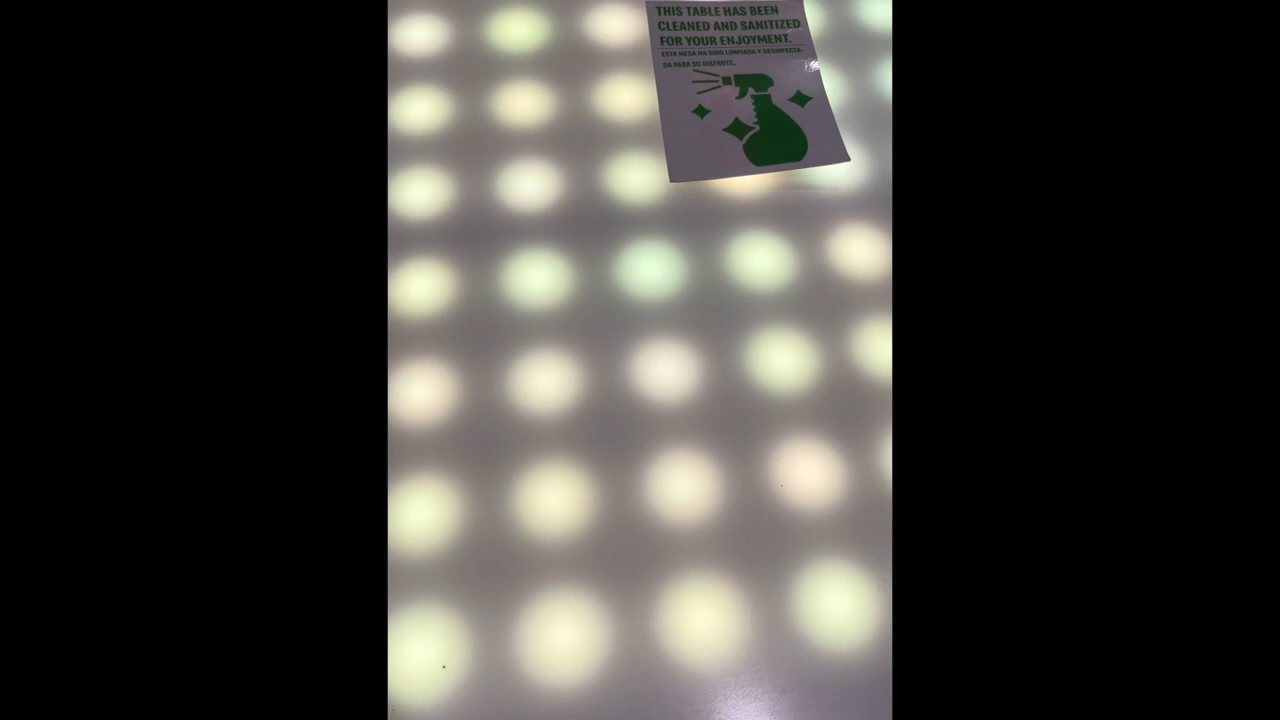 THIS TABLE HAS BEEN
CLEANED AND SANITIZED
FOR YOUR ENJOYMENT.
ESTA MESA HA SIDO LIMPIADA Y DESINFECTA-
DA PARA SU DISFRUTE.